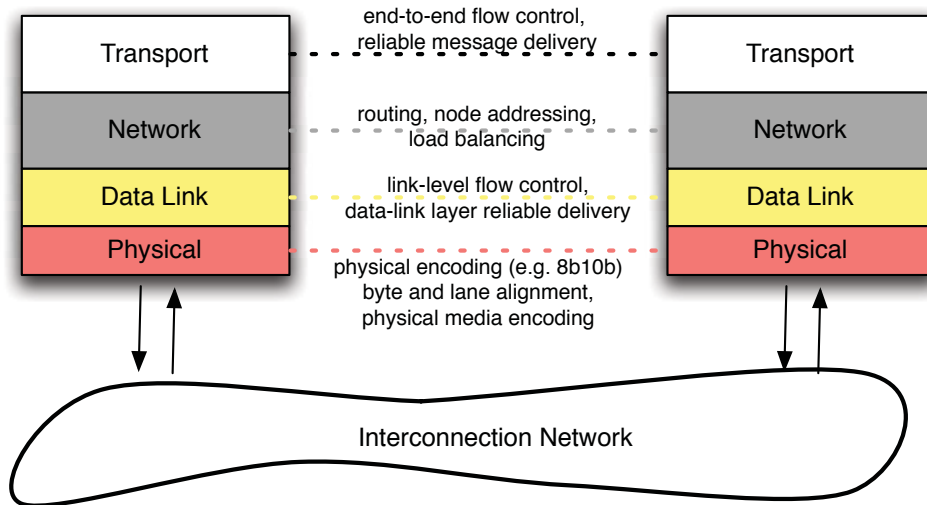 end-to-end flow control,
reliable message delivery
Transport
Transport
routing, node addressing,
load balancing
Network
Network
link-level flow control,
data-link layer reliable delivery
Data Link
Data Link
Physical
Physical
physical encoding (e.g. 8b10b)
byte and lane alignment,
physical media encoding
Interconnection Network